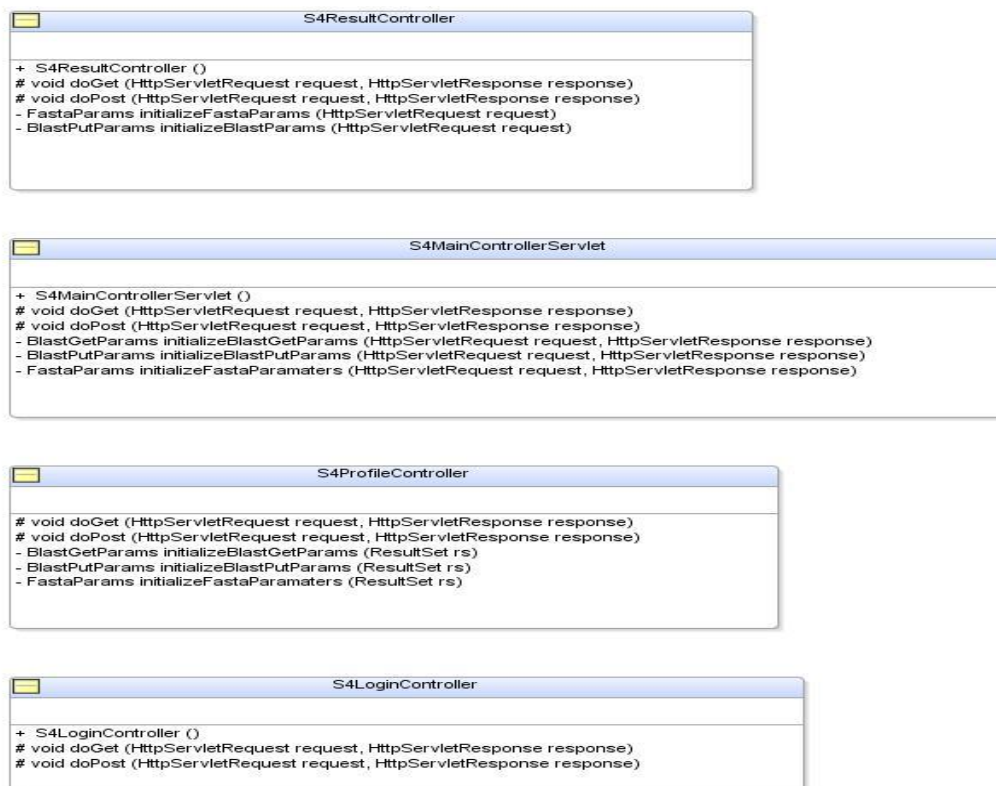 S4ResultController
+ S4ResultController ()
# void doGet (HttpServletRequest request, HttpServletResponse response)
# void doPost (HttpServletRequest request, HttpServletResponse response)
- FastaParams initializeFastaParams (HttpServletRequest request)
- BlastPutParams initializeBlastParams (HttpServletRequest request)
S4MainControllerServlet
+ S4MainControllerServlet ()
# void doGet (HttpServletRequest request, HttpServletResponse response)
# void doPost (HttpServletRequest request, HttpServletResponse response)
- BlastGetParams initializeBlastGetParams (HttpServletRequest request, HttpServletResponse response)
- BlastPutParams initializeBlastPutParams (HttpServletRequest request, HttpServletResponse response)
- FastaParams initializeFastaParamaters (HttpServletRequest request, HttpServletResponse response)
S4ProfileController
# void doGet (HttpServletRequest request, HttpServletResponse response)
# void doPost (HttpServletRequest request, HttpServletResponse response)
- BlastGetParams initializeBlastGetParams (ResultSet rs)
- BlastPutParams initializeBlastPutParams (ResultSet rs)
- FastaParams initializeFastaParamaters (ResultSet rs)
S4LoginController
+ S4LoginController ()
# void doGet (HttpServletRequest request, HttpServletResponse response)
# void doPost (HttpServletRequest request, HttpServletResponse response)